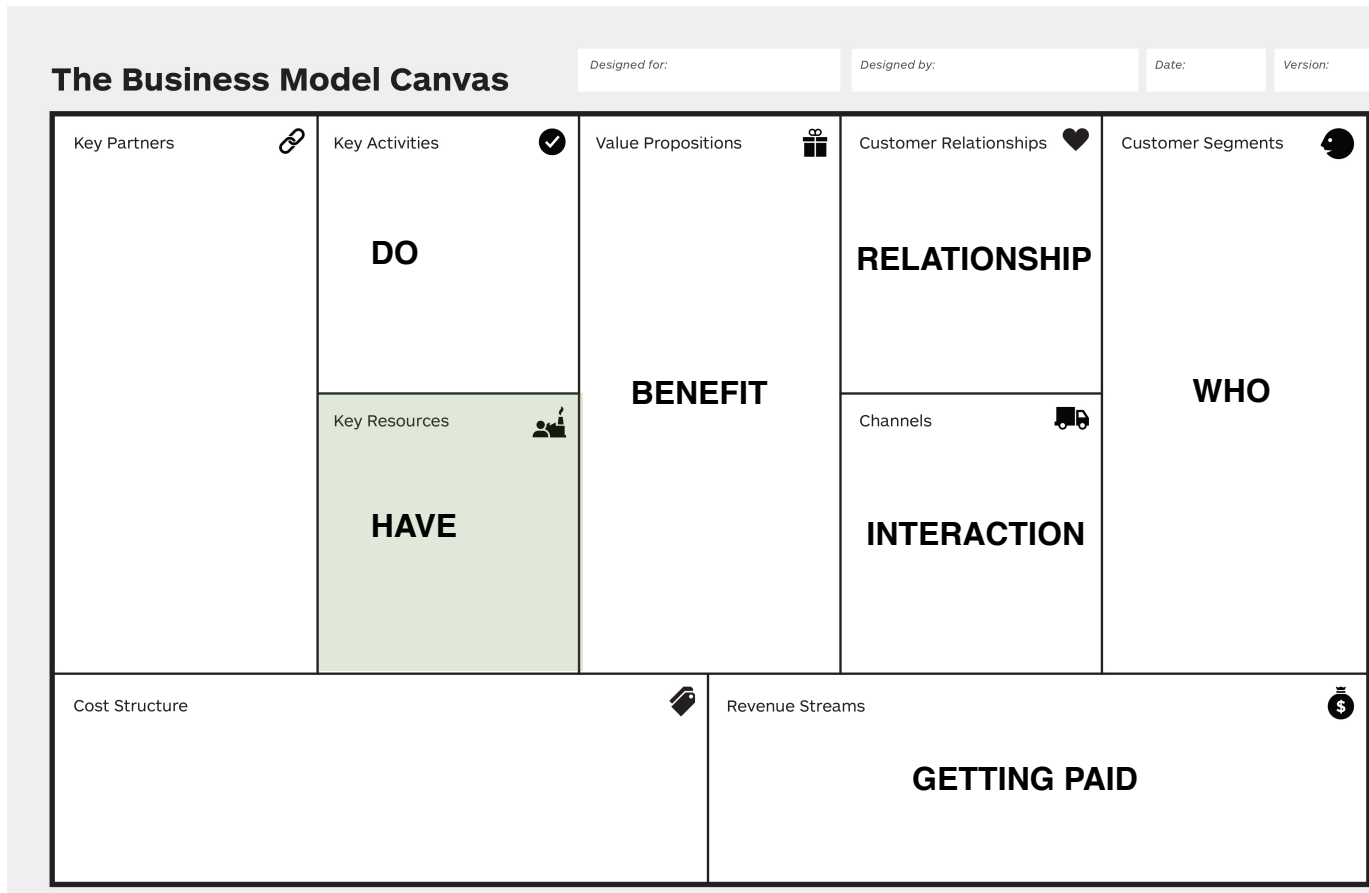 The Business Model Canvas
Designed for:
Designed by:
Date:
Version:
Key Partners
Key Activities
DO
Key Resources
HAVE
Value Propositions
BENEFIT
Customer Relationships
RELATIONSHIP
Channels
INTERACTION
Customer Segments
WHO
Cost Structure
Revenue Streams
$
GETTING PAID